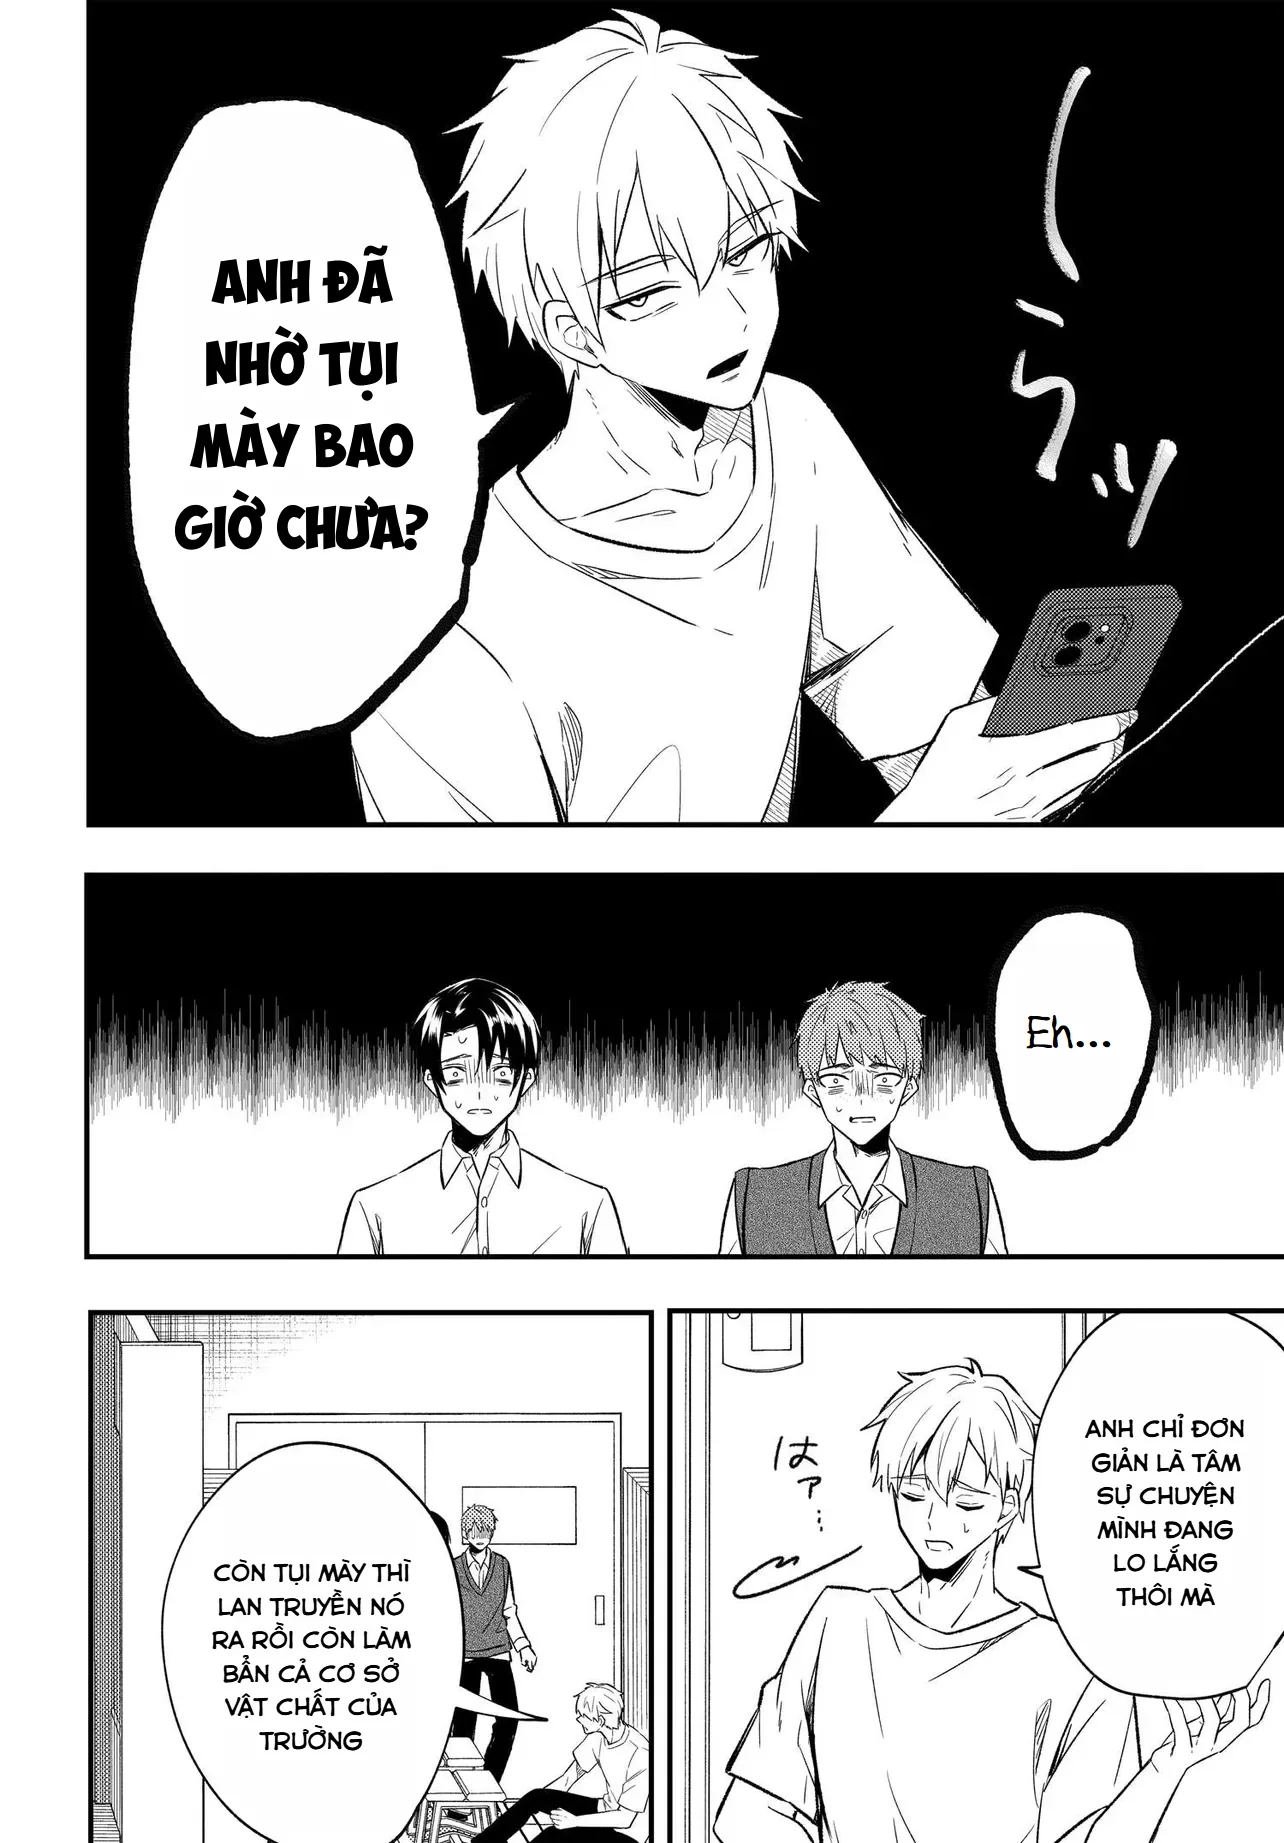 ANH ĐÃ
NHỜ TỤI
MÀY BAO
GIỜ CHƯA?
ちらッ
Eh...
ANH CHỈ ĐƠN
GIẢN LÀ TÂM
SỰ CHUYỆN
MÌNH ĐANG
LO LẮNG
THÔI MÀ
はァ…
CÒN TỤI MÀY THÌ
LAN TRUYỀN NÓ
RA RỒI CÒN LÀM
BẨN CẢ CƠ SỞ
VẬT CHẤT CỦA
TRƯỜNG